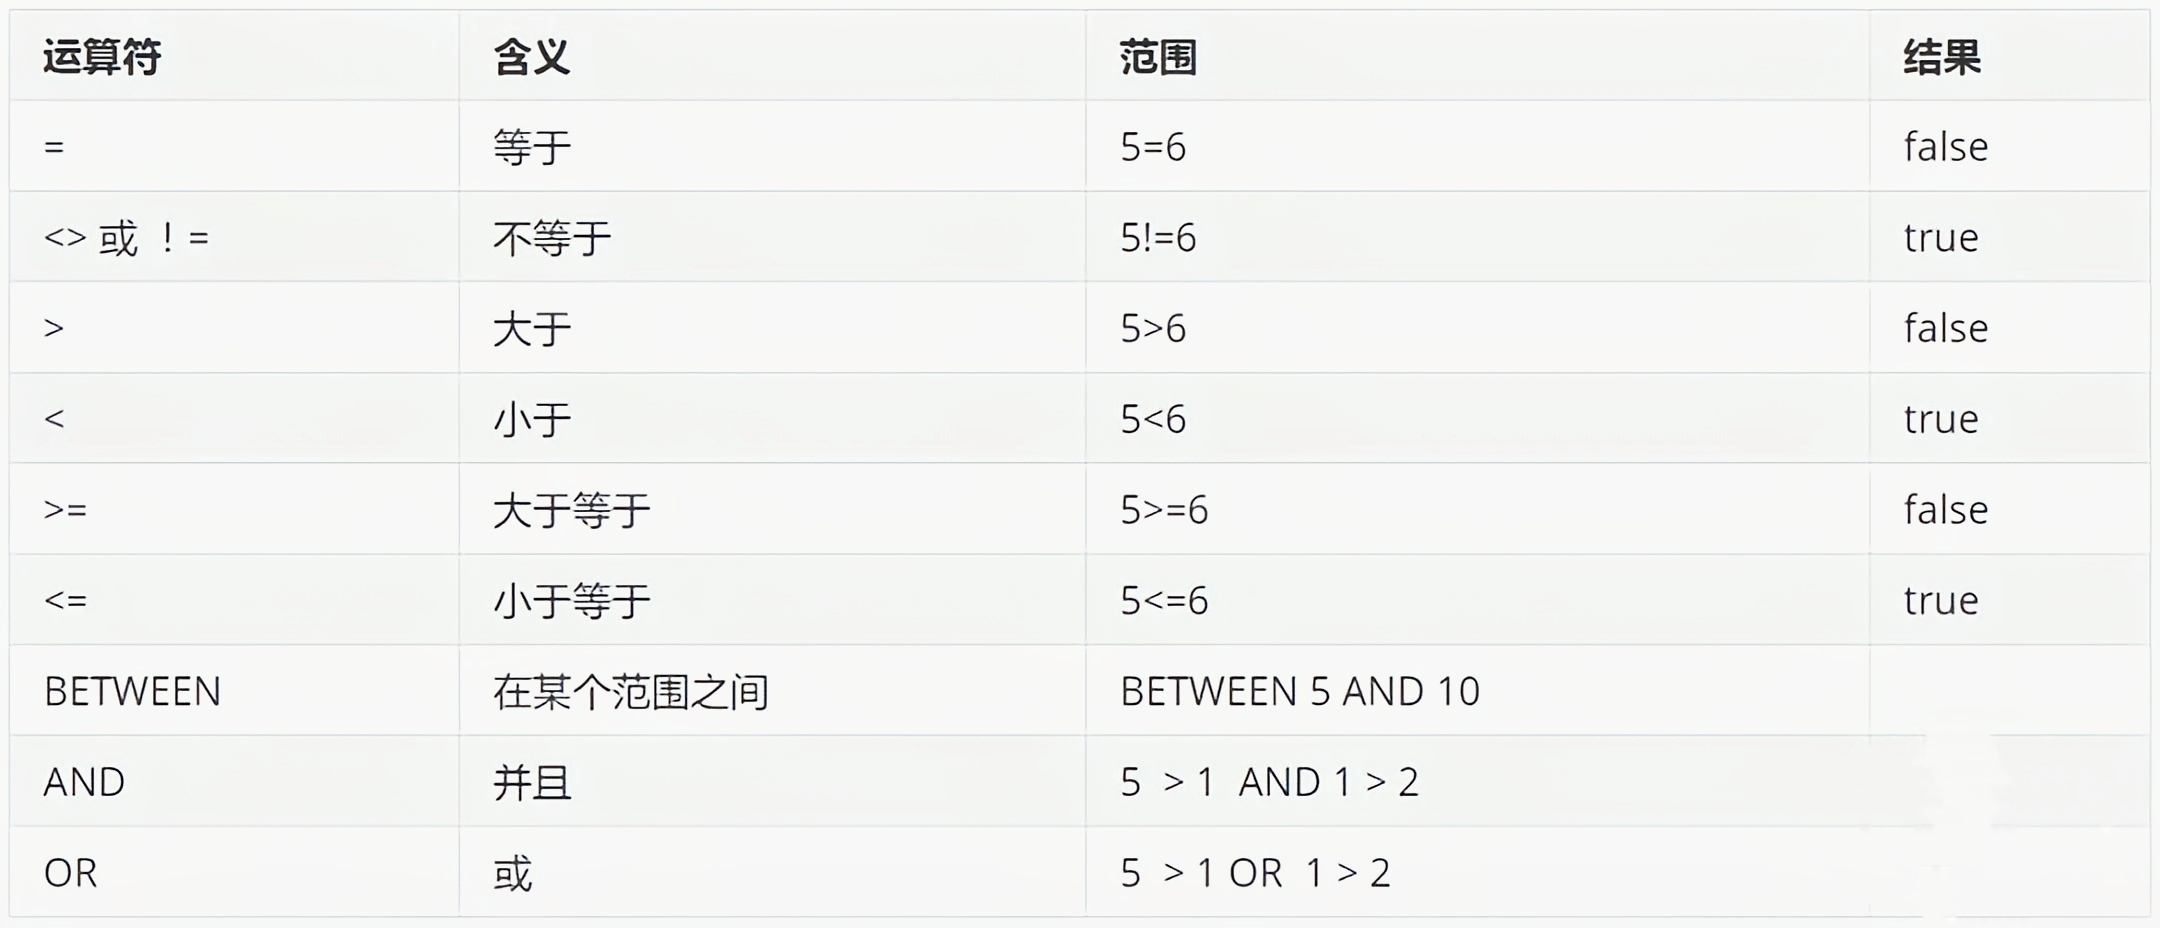 运算符 含义 范围 结果
= 等于 5=6 false
<> 或 ！= 不等于 5!=6 true
> 大于 5>6 false
< 小于 5<6 true
>= 大于等于 5>=6 false
<= 小于等于 5<=6 true
BETWEEN 在某个范围之间 BETWEEN 5 AND 10
AND 并且 5 > 1 AND 1 > 2
OR 或 5 > 1 OR 1 > 2